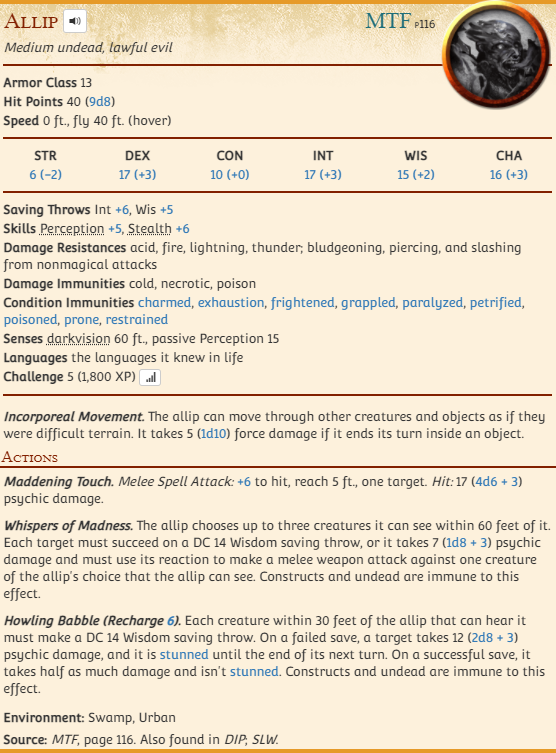 Allip MTF p116
Medium undead, lawful evil
Armor Class 13
Hit Points 40 (9d8)
Speed 0 ft., fly 40 ft. (hover)
STR DEX CON INT WIS CHA
6 (−2) 17 (+3) 10 (+0) 17 (+3) 15 (+2) 16 (+3)
Saving Throws Int +6, Wis +5
Skills Perception +5, Stealth +6
Damage Resistances acid, fire, lightning, thunder; bludgeoning, piercing, and slashing
from nonmagical attacks
Damage Immunities cold, necrotic, poison
Condition Immunities charmed, exhaustion, frightened, grappled, paralyzed, petrified,
poisoned, prone, restrained
Senses darkvision 60 ft., passive Perception 15
Languages the languages it knew in life
Challenge 5 (1,800 XP)
Incorporeal Movement. The allip can move through other creatures and objects as if they
were difficult terrain. It takes 5 (1d10) force damage if it ends its turn inside an object.
Actions
Maddening Touch. Melee Spell Attack: +6 to hit, reach 5 ft., one target. Hit: 17 (4d6 + 3)
psychic damage.
Whispers of Madness. The allip chooses up to three creatures it can see within 60 feet of it.
Each target must succeed on a DC 14 Wisdom saving throw, or it takes 7 (1d8 + 3) psychic
damage and must use its reaction to make a melee weapon attack against one creature
of the allip's choice that the allip can see. Constructs and undead are immune to this
effect.
Howling Babble (Recharge 6). Each creature within 30 feet of the allip that can hear it
must make a DC 14 Wisdom saving throw. On a failed save, a target takes 12 (2d8 + 3)
psychic damage, and it is stunned until the end of its next turn. On a successful save, it
takes half as much damage and isn't stunned. Constructs and undead are immune to this
effect.
Environment: Swamp, Urban
Source: MTF, page 116. Also found in DIP; SLW.